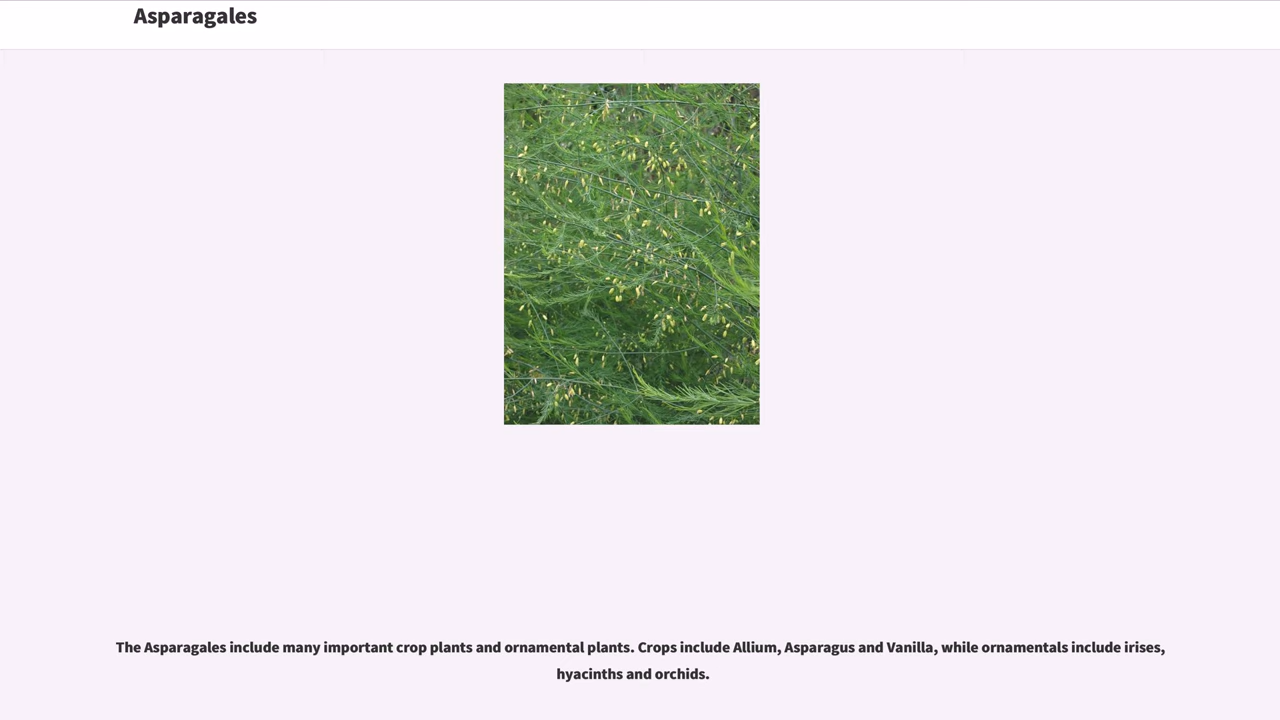 Asparagales
The Asparagales include many important crop plants and ornamental plants. Crops include Allium, Asparagus and Vanilla, while ornamentals include irises,
hyacinths and orchids.